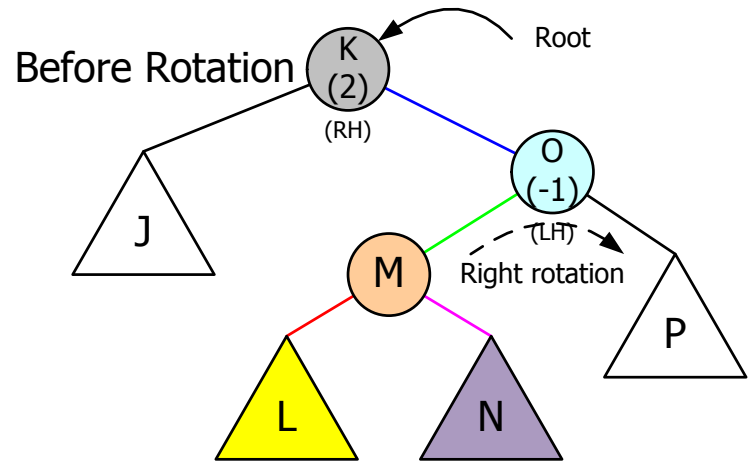 K
(2)
Root
Before Rotation
(RH)
O
(-1)
(LH)
J
M
Right rotation
P
L
N